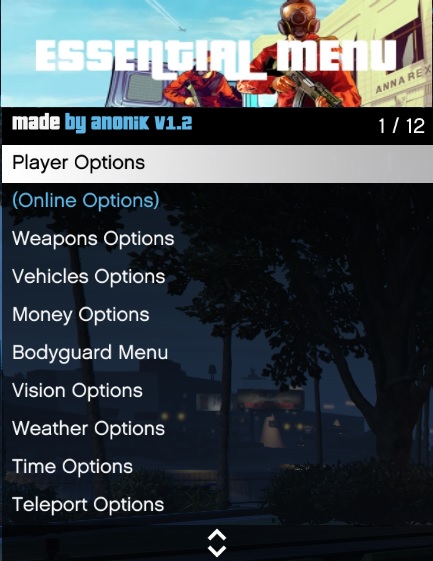 ESSENTIAL MENU
ANNA REX
made by anonik v1.2
1 / 12
Player Options
(Online Options)
Weapons Options
Vehicles Options
Money Options
Bodyguard Menu
Vision Options
Weather Options
Time Options
Teleport Options